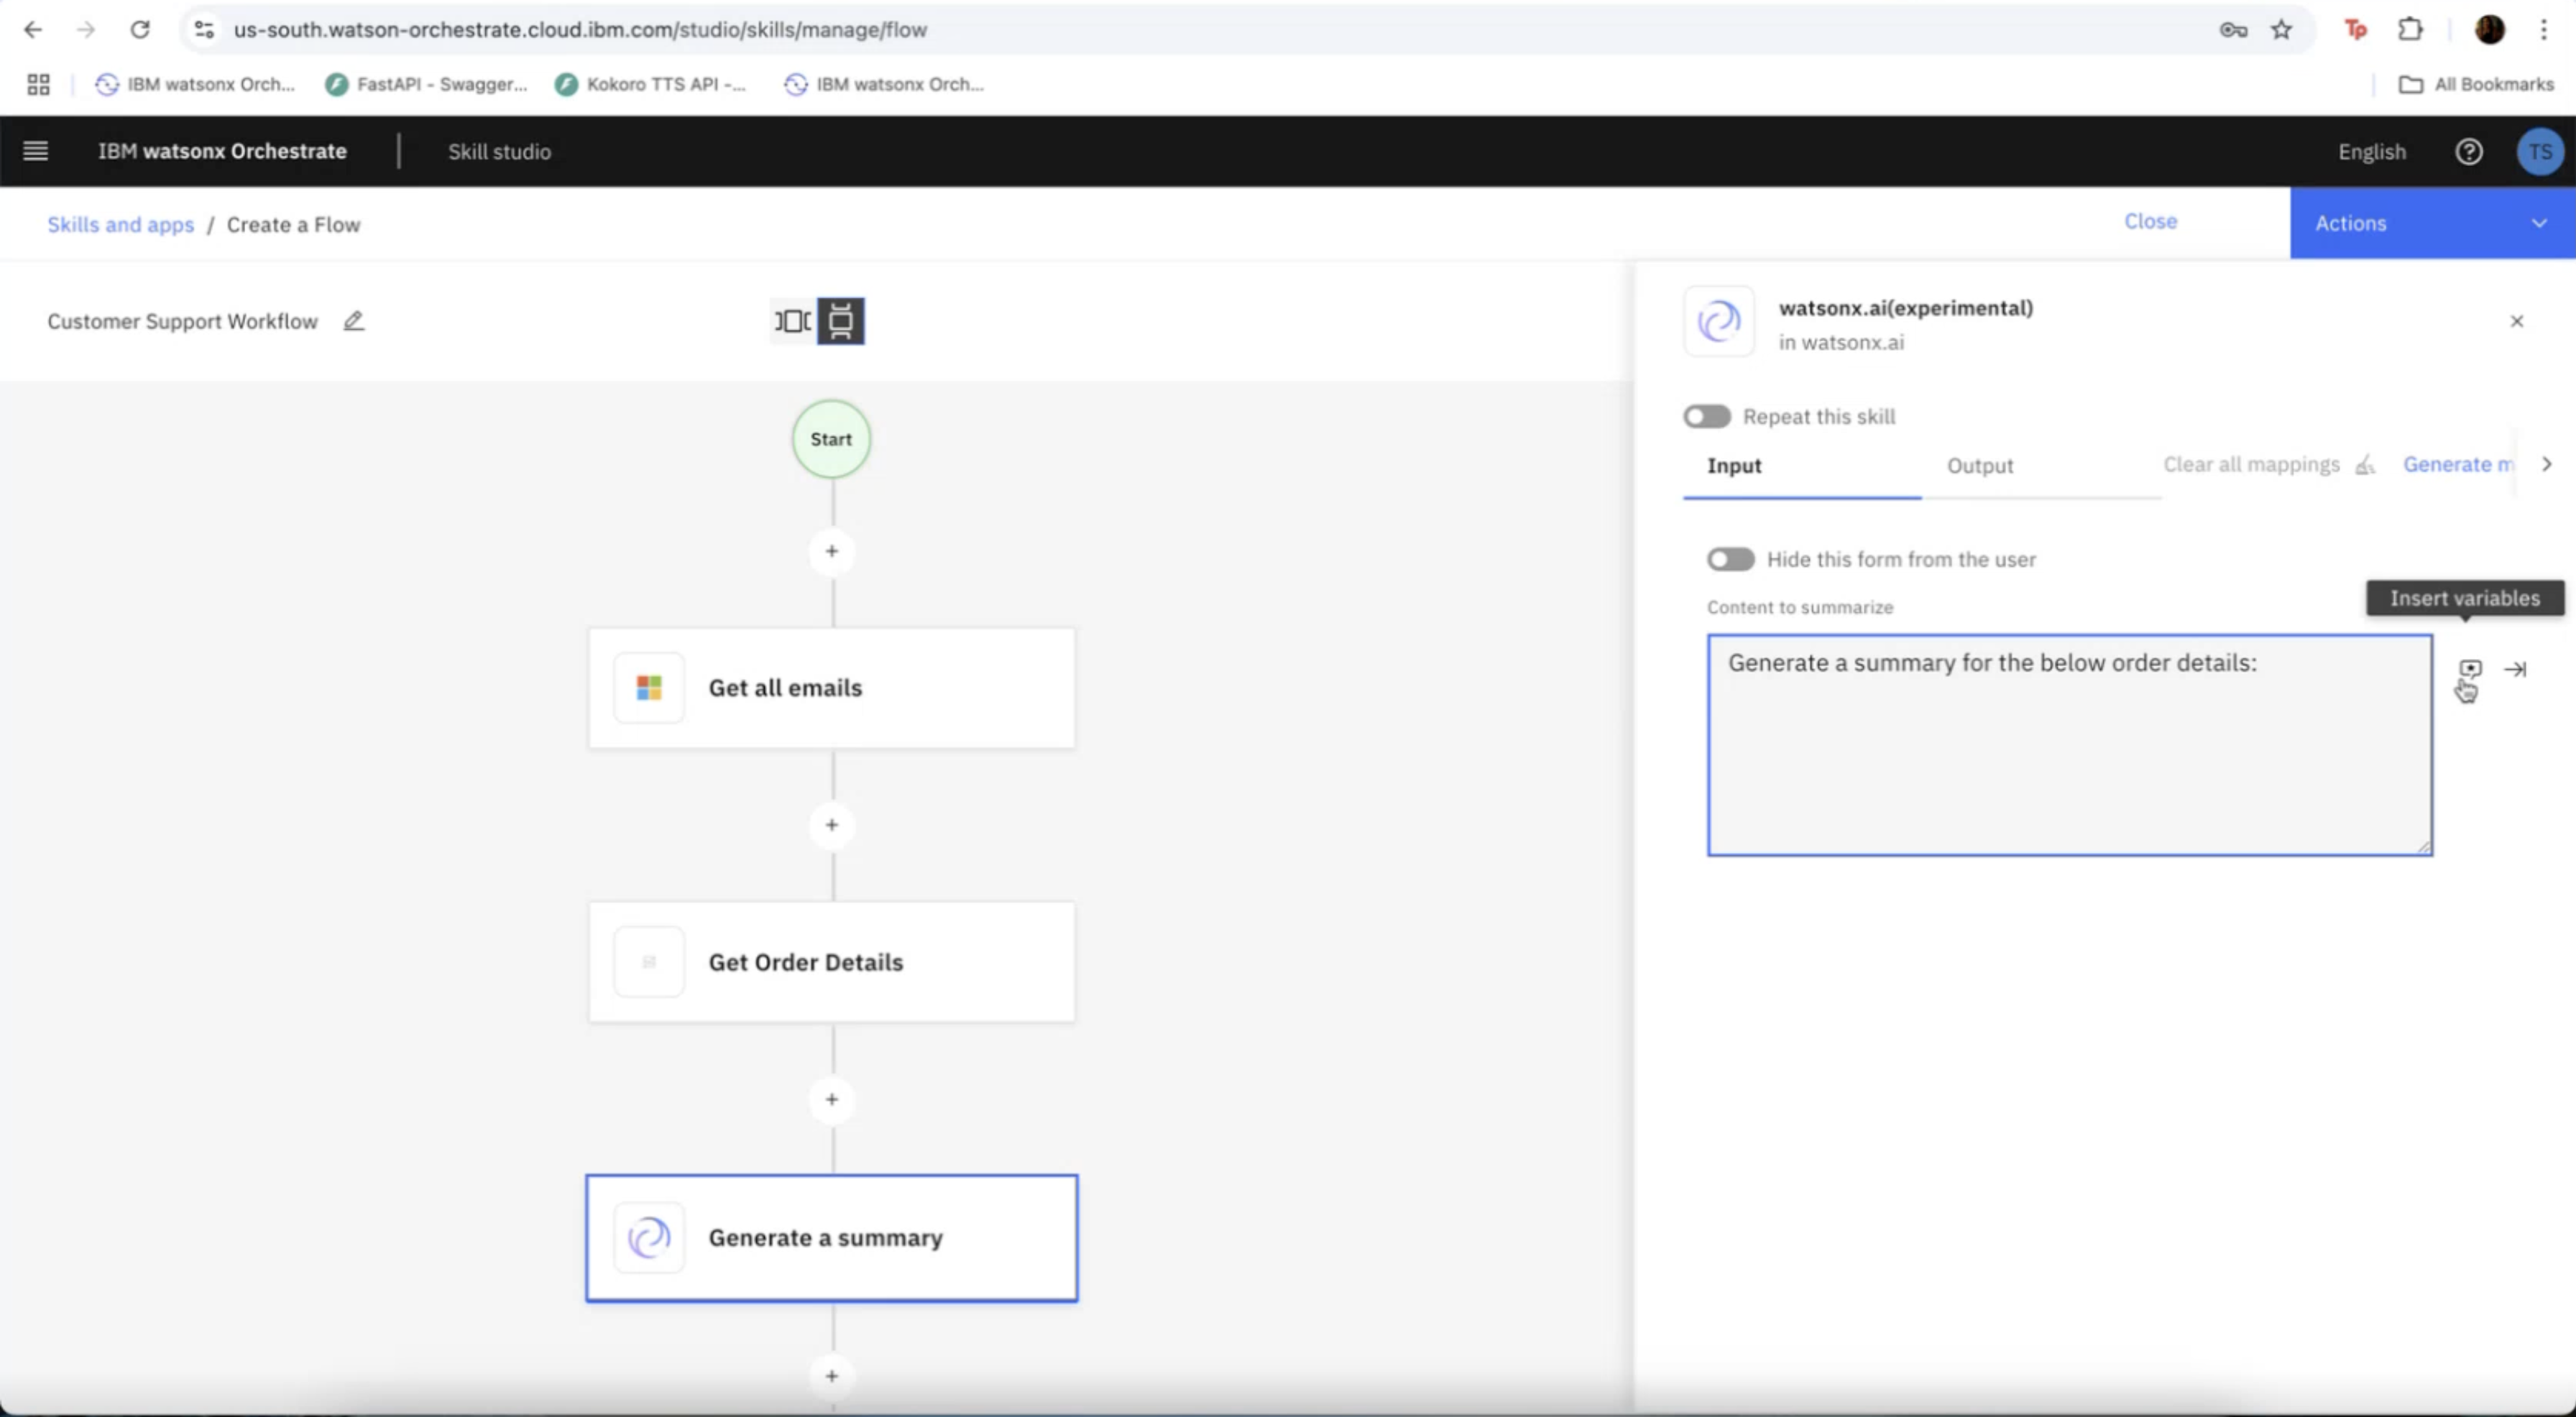 us-south.watson-orchestrate.cloud.ibm.com/studio/skills/manage/flow
Tp
IBM watsonx Orch...
FastAPI - Swagger...
Kokoro TTS API -...
IBM watsonx Orch...
All Bookmarks
IBM watsonx Orchestrate
Skill studio
English
TS
Skills and apps / Create a Flow
Close
Actions
Customer Support Workflow
watsonx.ai(experimental)
in watsonx.ai
Repeat this skill
Input
Output
Clear all mappings
Generate m
Hide this form from the user
Content to summarize
Insert variables
Generate a summary for the below order details:
Start
+
Get all emails
+
Get Order Details
+
Generate a summary
+